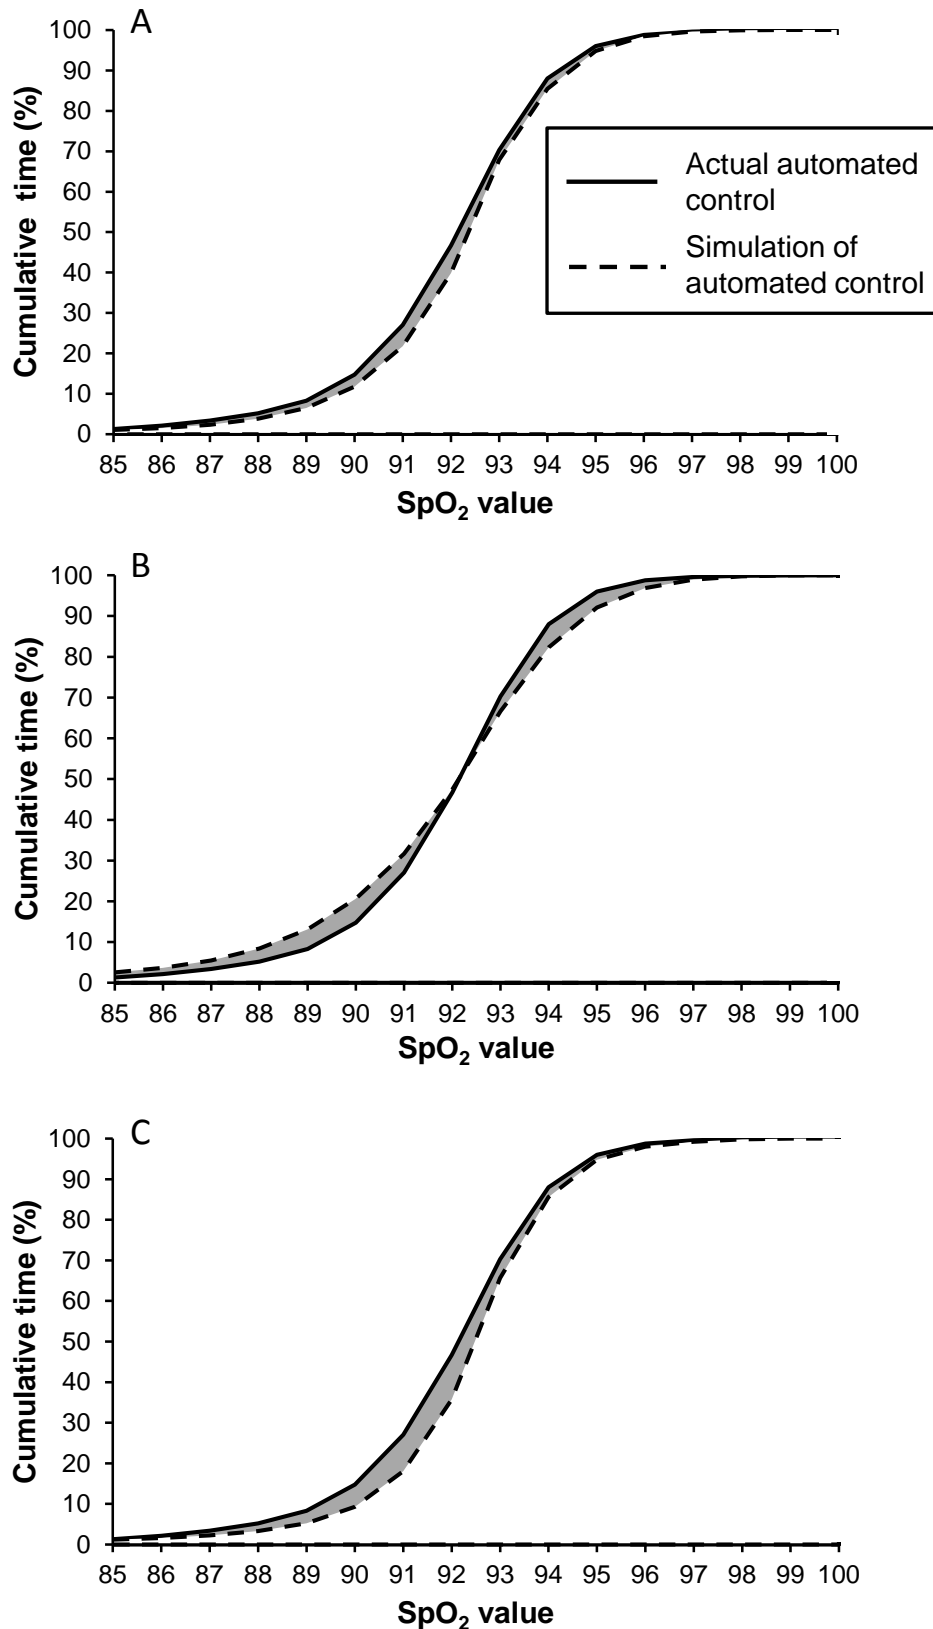 A
100
90
80
70
60
50
40
30
20
10
0
Cumulative time (%)
Actual automated
control
Simulation of
automated control
85 86 87 88 89 90 91 92 93 94 95 96 97 98 99 100
SpO₂ value
B
100
90
80
70
60
50
40
30
20
10
0
Cumulative time (%)
85 86 87 88 89 90 91 92 93 94 95 96 97 98 99 100
SpO₂ value
C
100
90
80
70
60
50
40
30
20
10
0
Cumulative time (%)
85 86 87 88 89 90 91 92 93 94 95 96 97 98 99 100
SpO₂ value